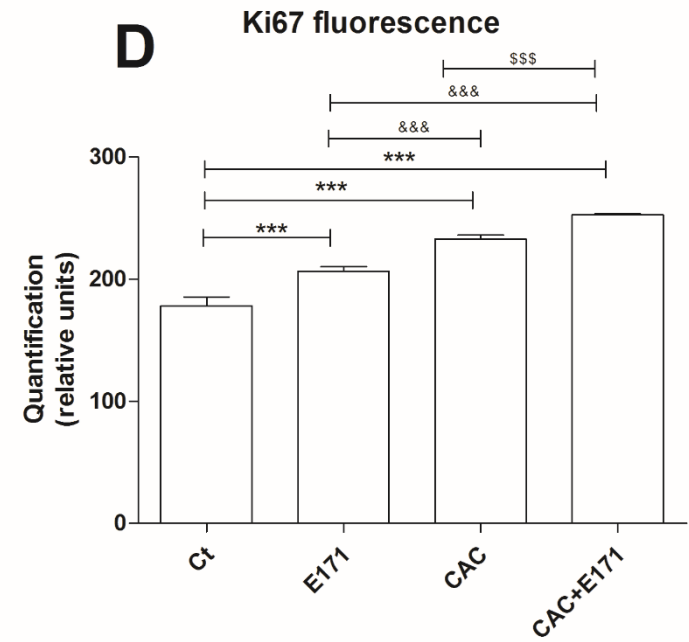 D
Ki67 fluorescence
$$$
&&&
&&&
***
***
***
300
200
100
0
Quantification
(relative units)
Ct
E171
CAC
CAC+E171